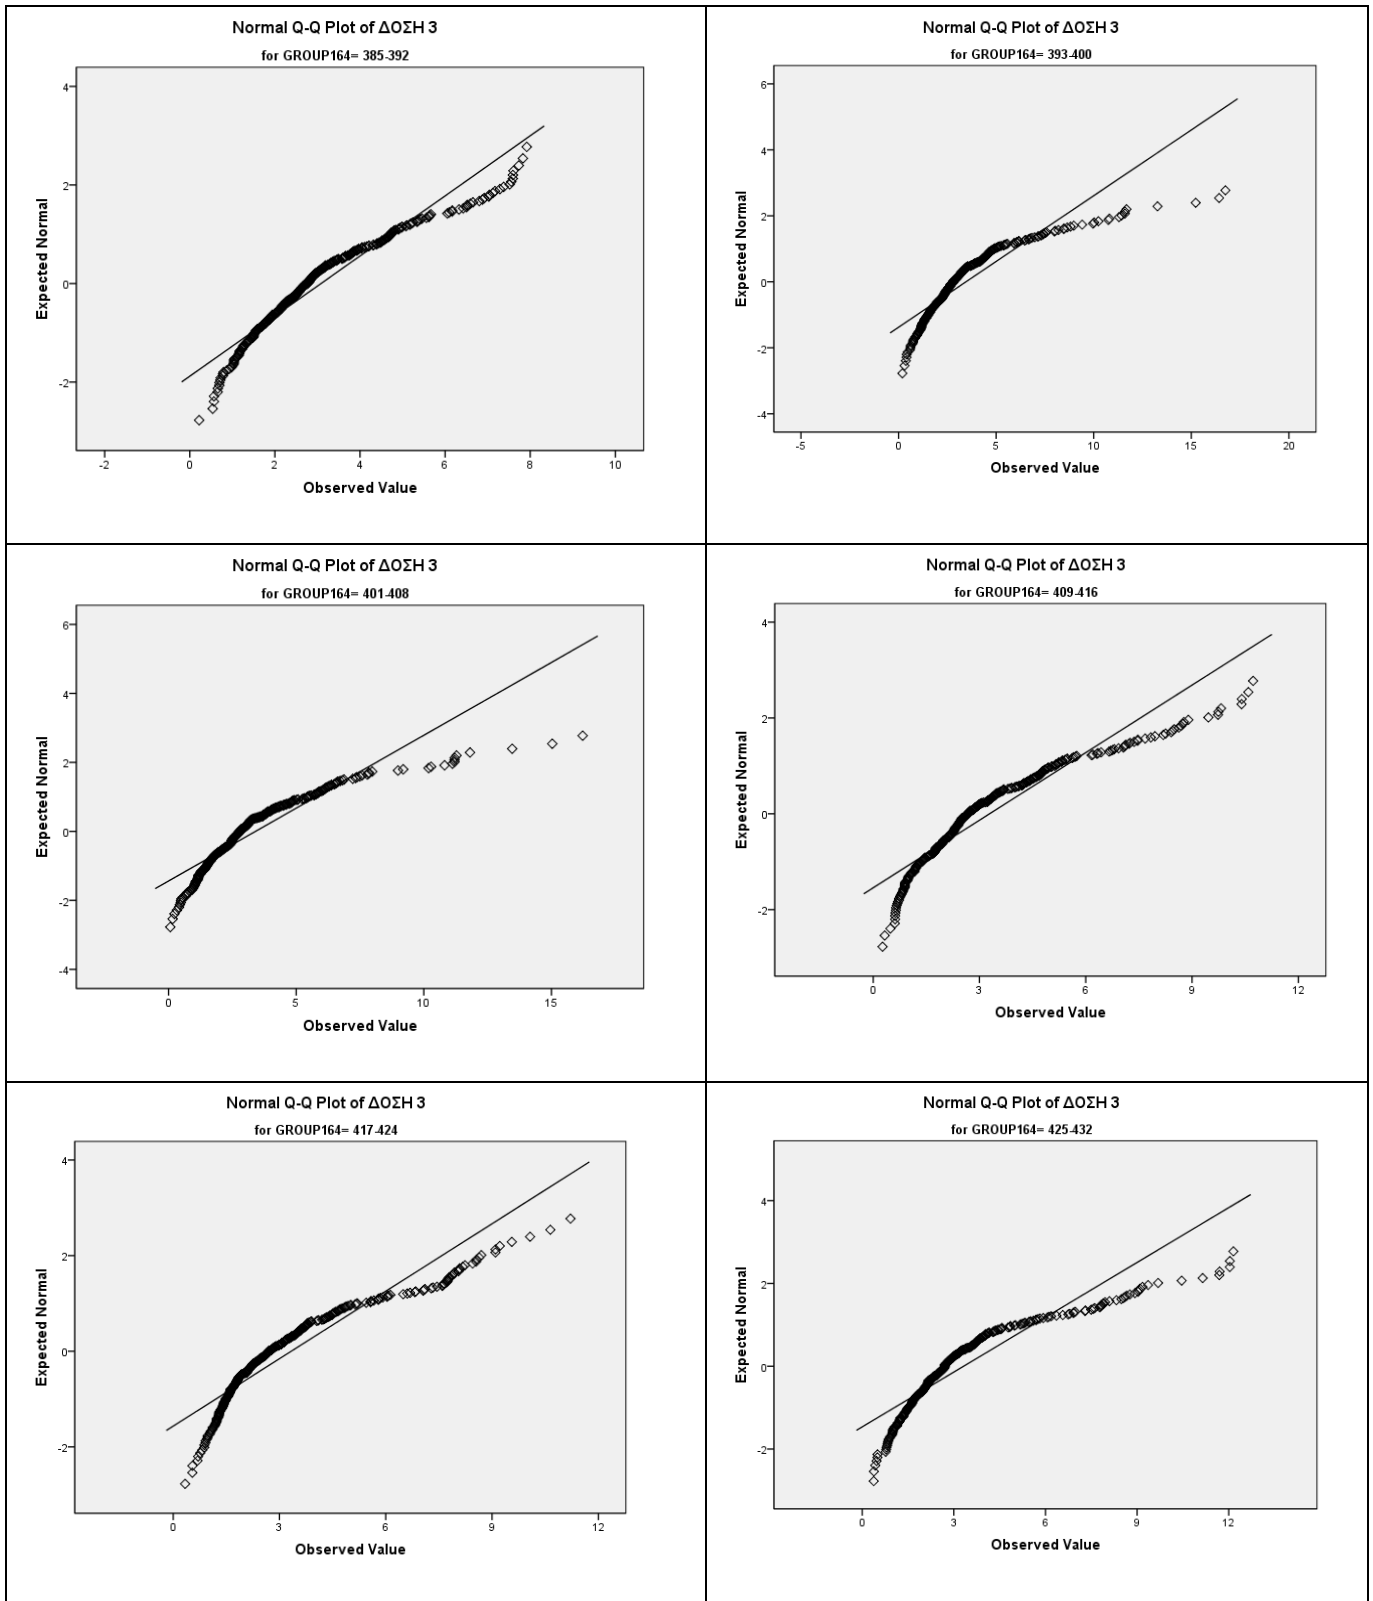 Normal Q-Q Plot of ΔΟΣΗ 3
for GROUP164= 385-392
4
2
0
-2
Expected Normal
-2 0 2 4 6 8 10
Observed Value
Normal Q-Q Plot of ΔΟΣΗ 3
for GROUP164= 393-400
6
4
2
0
-2
-4
Expected Normal
-5 0 5 10 15 20
Observed Value
Normal Q-Q Plot of ΔΟΣΗ 3
for GROUP164= 401-408
6
4
2
0
-2
-4
Expected Normal
0 5 10 15
Observed Value
Normal Q-Q Plot of ΔΟΣΗ 3
for GROUP164= 409-416
4
2
0
-2
Expected Normal
0 3 6 9 12
Observed Value
Normal Q-Q Plot of ΔΟΣΗ 3
for GROUP164= 417-424
4
2
0
-2
Expected Normal
0 3 6 9 12
Observed Value
Normal Q-Q Plot of ΔΟΣΗ 3
for GROUP164= 425-432
4
2
0
-2
Expected Normal
0 3 6 9 12
Observed Value